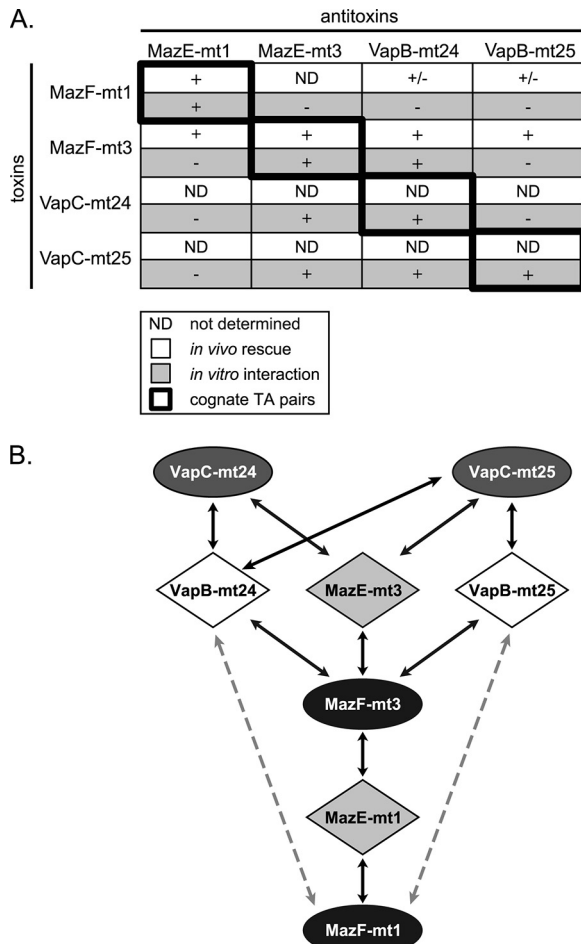 A.
antitoxins
MazE-mt1 MazE-mt3 VapB-mt24 VapB-mt25
toxins
MazF-mt1
+ ND +/- +/-
+ - - -
MazF-mt3
+ + + +
- + + -
VapC-mt24
ND ND ND ND
- + + -
VapC-mt25
ND ND ND ND
- + + +
ND not determined
in vivo rescue
in vitro interaction
cognate TA pairs
B.
VapC-mt24 VapC-mt25
VapB-mt24 MazE-mt3 VapB-mt25
MazF-mt3
MazE-mt1
MazF-mt1